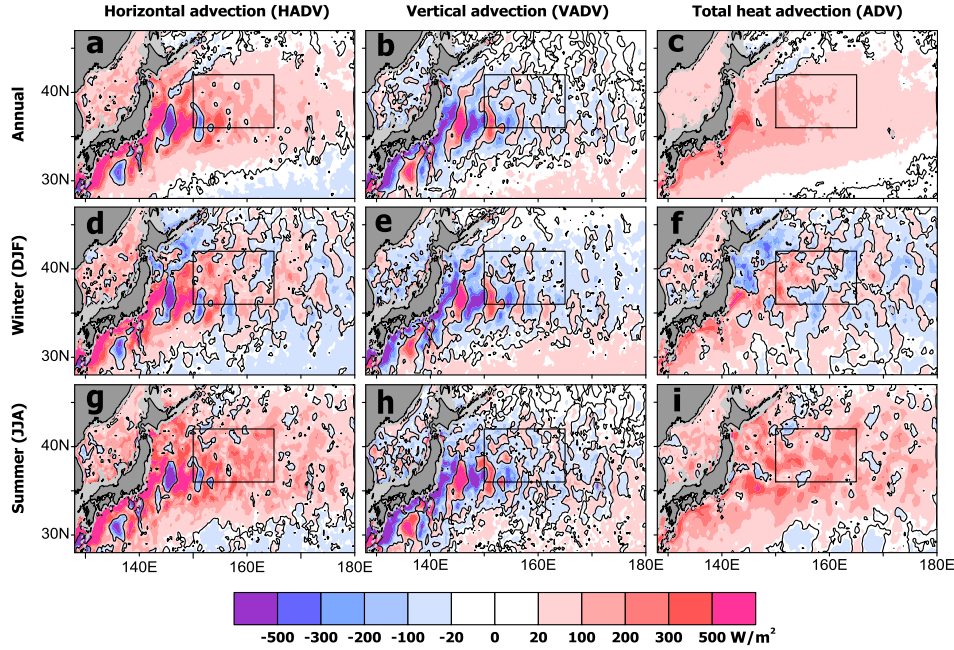 Horizontal advection (HADV) Vertical advection (VADV) Total heat advection (ADV)
Annual
a b c
40N
30N
Winter (DJF)
d e f
40N
30N
Summer (JJA)
g h i
40N
30N
140E 160E 180E 140E 160E 180E 140E 160E 180E
-500 -300 -200 -100 -20 0 20 100 200 300 500 W/m²